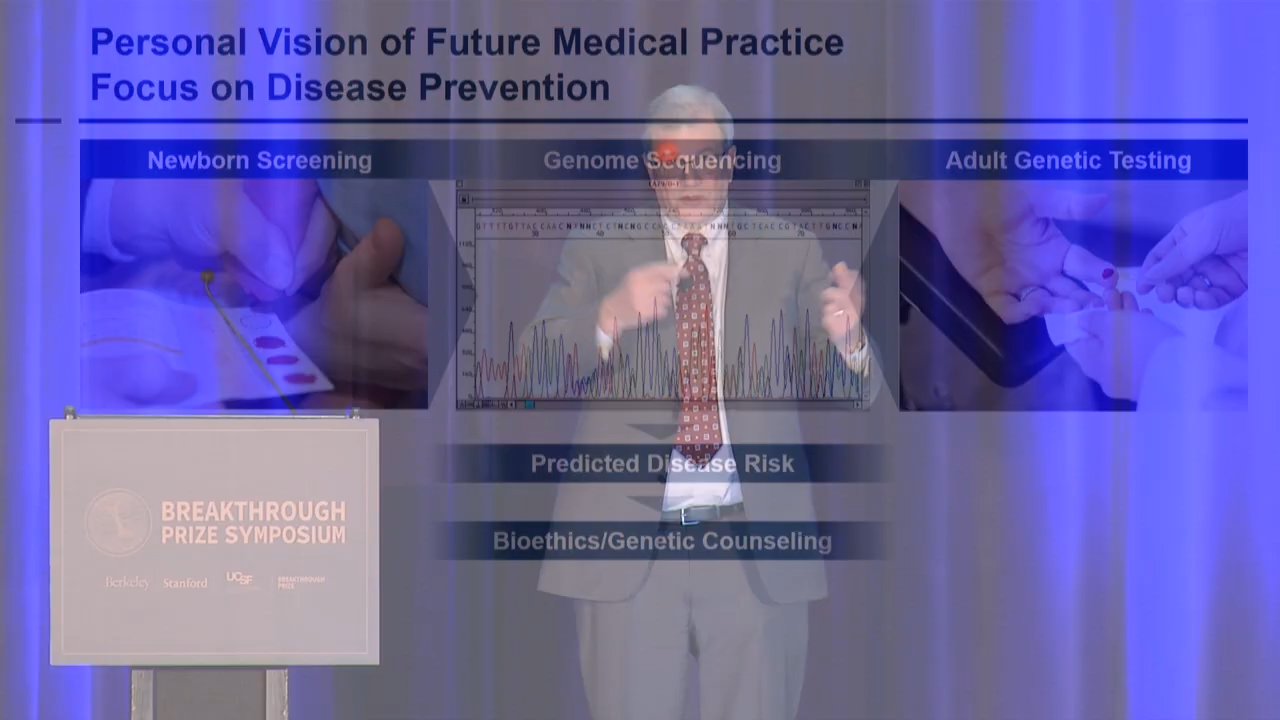 Personal Vision of Future Medical Practice
Focus on Disease Prevention
Newborn Screening
Genome Sequencing
Adult Genetic Testing
Predicted Disease Risk
Bioethics/Genetic Counseling
BREAKTHROUGH
PRIZE SYMPOSIUM
Berkeley Stanford UCSF BREAKTHROUGH
PRIZE